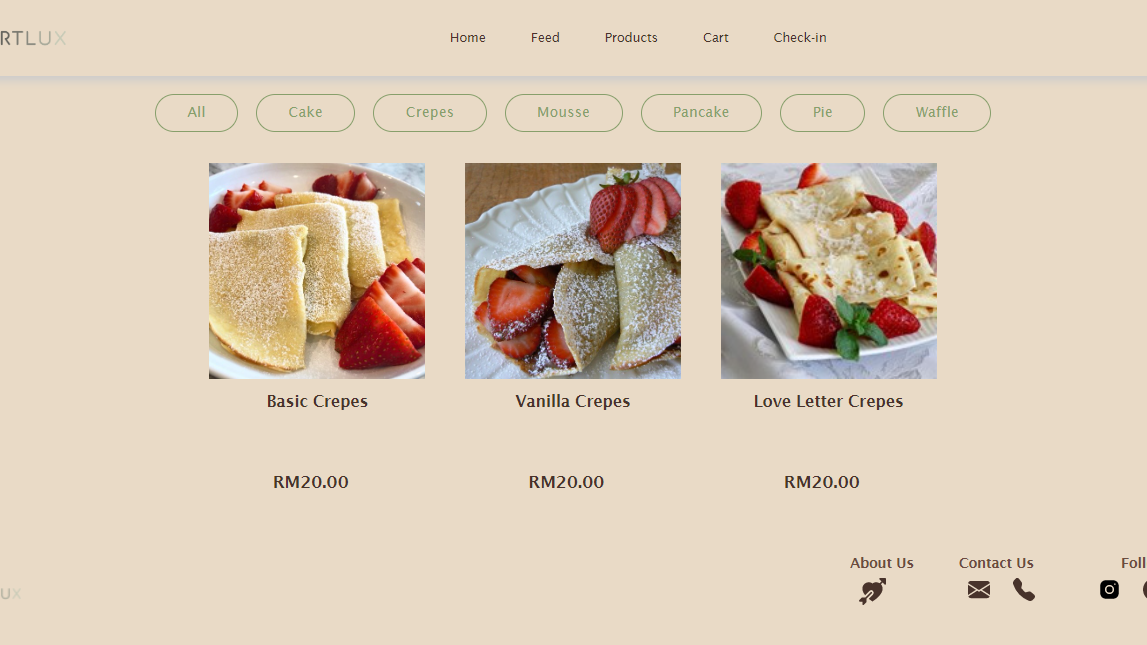 RTLUX
Home Feed Products Cart Check-in
All Cake Crepes Mousse Pancake Pie Waffle
Basic Crepes Vanilla Crepes Love Letter Crepes
RM20.00 RM20.00 RM20.00
About Us Contact Us Foll
UX